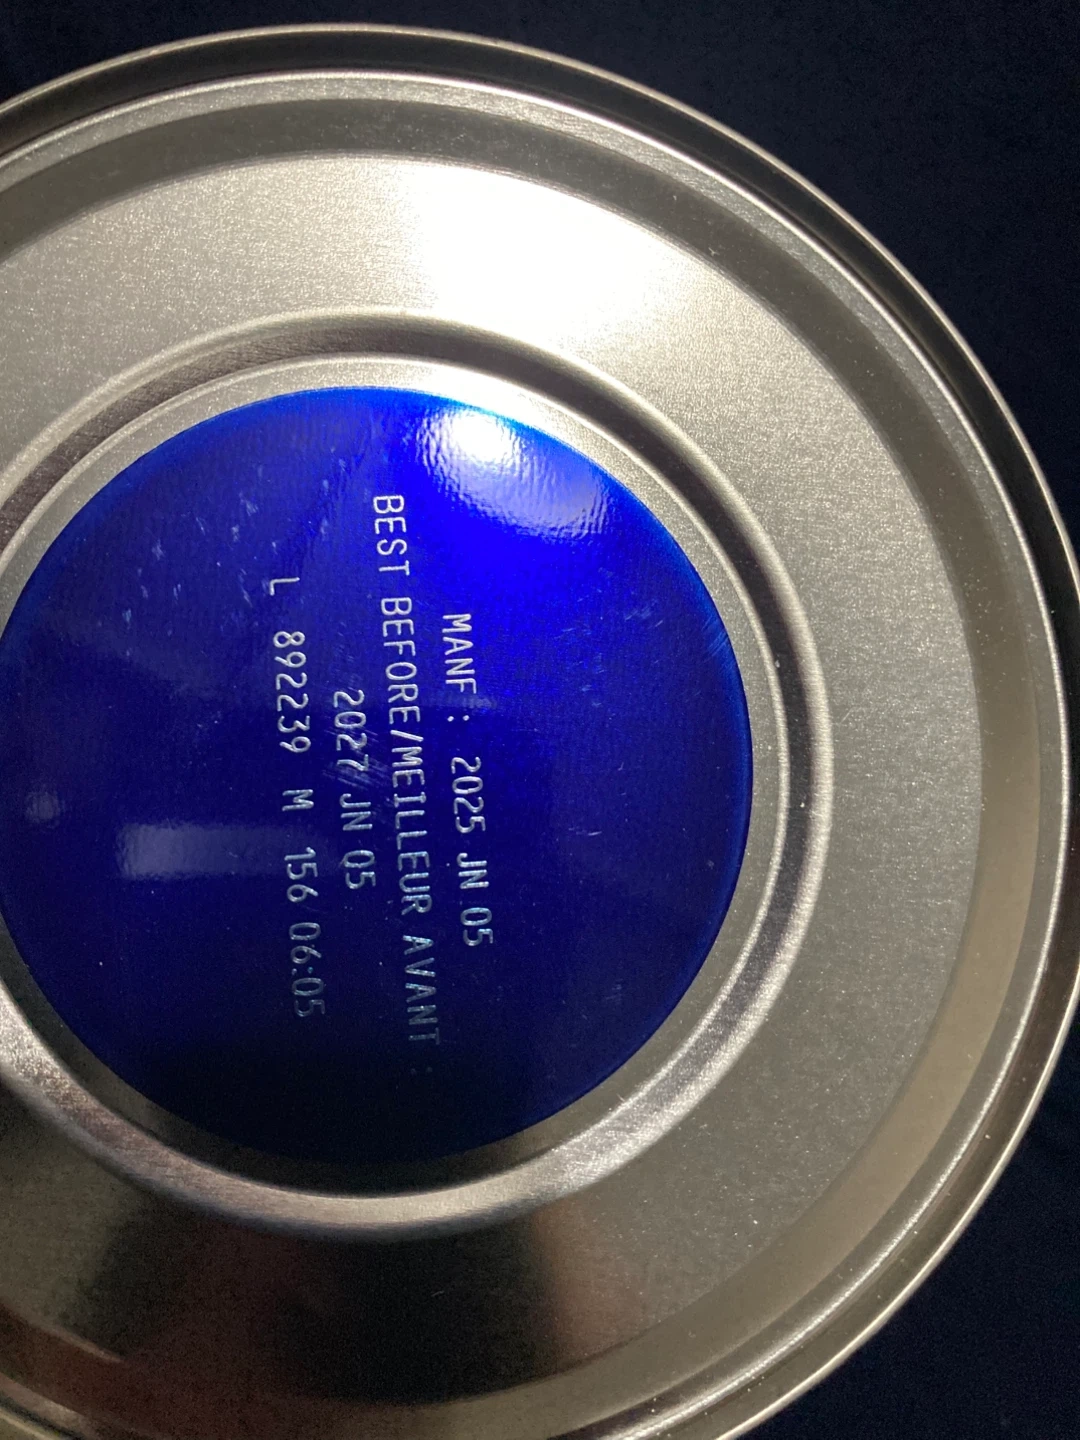 MANF: 2025 JN 05
BEST BEFORE/MEILLEUR AVANT:
2027 JN 05
L 892239 M 156 06:05